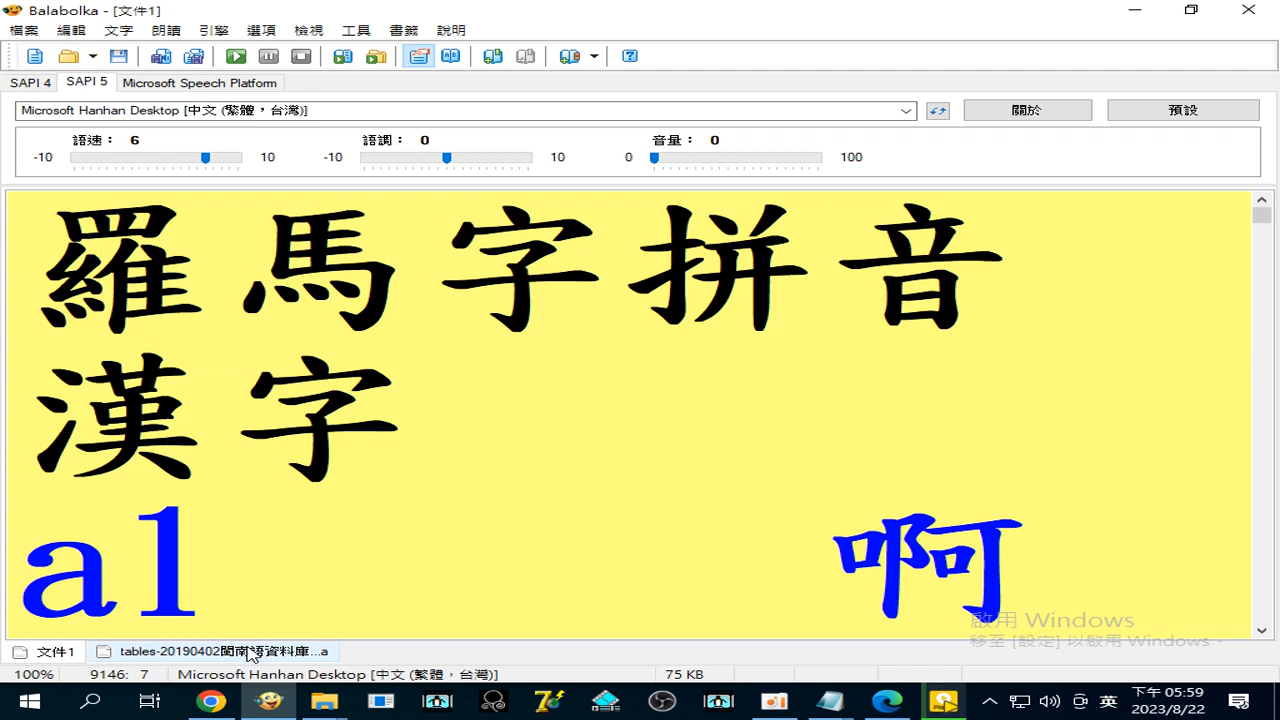 Balabolka - [文件1]
檔案 編輯 文字 朗讀 引擎 選項 檢視 工具 書籤 說明
SAPI 4 SAPI 5 Microsoft Speech Platform
Microsoft Hanhan Desktop [中文 (繁體，台灣)] 關於 預設
語速： 6 語調： 0 音量： 0
-10 10 -10 10 0 100
羅馬字拼音
漢字
a1 啊
啟用 Windows
移至 [設定] 以啟用 Windows。
文件1 tables-20190402閩南語資料庫...a
100% 9146: 7 Microsoft Hanhan Desktop [中文 (繁體，台灣)] 75 KB
英 下午 05:59
2023/8/22